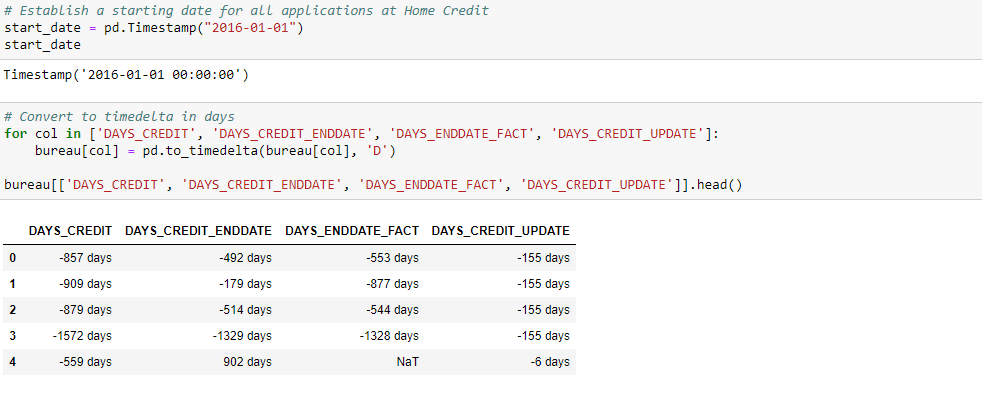 # Establish a starting date for all applications at Home Credit
start_date = pd.Timestamp("2016-01-01")
start_date
Timestamp('2016-01-01 00:00:00')
# Convert to timedelta in days
for col in ['DAYS_CREDIT', 'DAYS_CREDIT_ENDDATE', 'DAYS_ENDDATE_FACT', 'DAYS_CREDIT_UPDATE']:
    bureau[col] = pd.to_timedelta(bureau[col], 'D')
bureau[['DAYS_CREDIT', 'DAYS_CREDIT_ENDDATE', 'DAYS_ENDDATE_FACT', 'DAYS_CREDIT_UPDATE']].head()
DAYS_CREDIT DAYS_CREDIT_ENDDATE DAYS_ENDDATE_FACT DAYS_CREDIT_UPDATE
0 -857 days -492 days -553 days -155 days
1 -909 days -179 days -877 days -155 days
2 -879 days -514 days -544 days -155 days
3 -1572 days -1329 days -1328 days -155 days
4 -559 days 902 days NaT -6 days